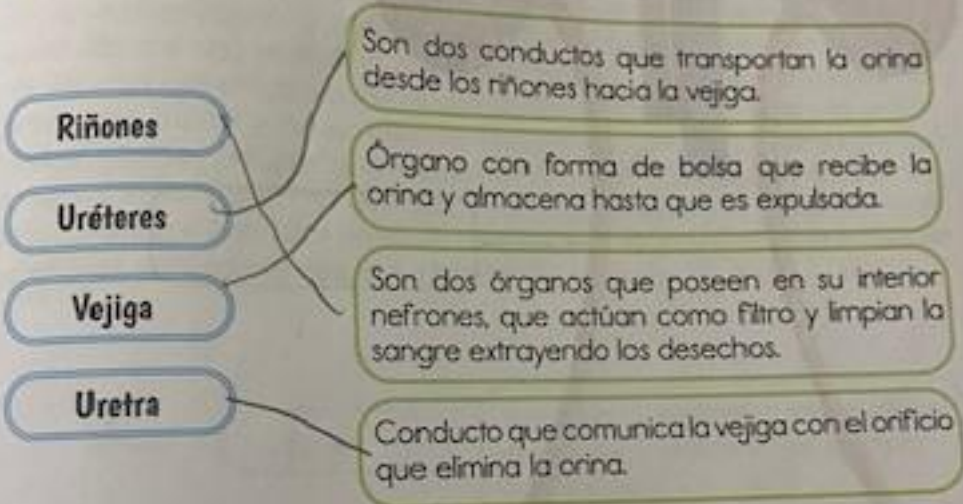 Riñones
Uréteres
Vejiga
Uretra
Son dos conductos que transportan la orina
desde los riñones hacia la vejiga.
Órgano con forma de bolsa que recibe la
orina y almacena hasta que es expulsada.
Son dos órganos que poseen en su interior
nefrones, que actúan como filtro y limpian la
sangre extrayendo los desechos.
Conducto que comunica la vejiga con el orificio
que elimina la orina.